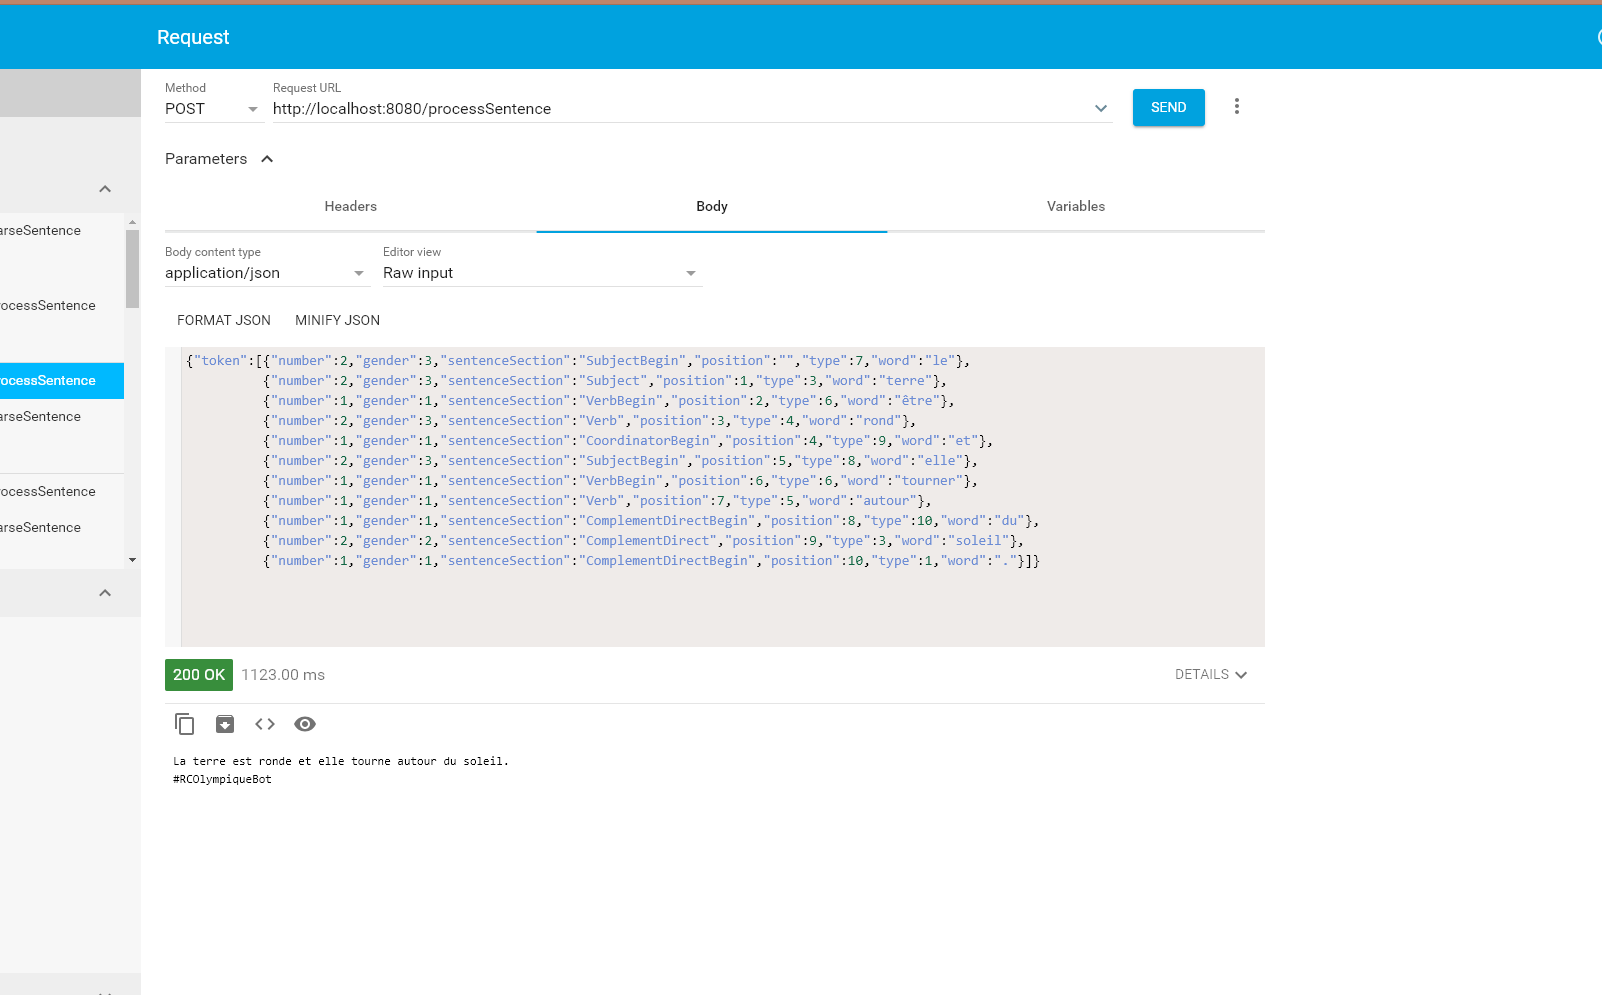 Request
Method
Request URL
POST
http://localhost:8080/processSentence
SEND
Parameters
Headers
Body
Variables
arseSentence
Body content type
Editor view
application/json
Raw input
ocessSentence
FORMAT JSON
MINIFY JSON
{"token":[{"number":2,"gender":3,"sentenceSection":"SubjectBegin","position":"","type":7,"word":"le"},
{"number":2,"gender":3,"sentenceSection":"Subject","position":1,"type":3,"word":"terre"},
{"number":1,"gender":1,"sentenceSection":"VerbBegin","position":2,"type":6,"word":"être"},
{"number":2,"gender":3,"sentenceSection":"Verb","position":3,"type":4,"word":"rond"},
{"number":1,"gender":1,"sentenceSection":"CoordinatorBegin","position":4,"type":9,"word":"et"},
{"number":2,"gender":3,"sentenceSection":"SubjectBegin","position":5,"type":8,"word":"elle"},
{"number":1,"gender":1,"sentenceSection":"VerbBegin","position":6,"type":6,"word":"tourner"},
{"number":1,"gender":1,"sentenceSection":"Verb","position":7,"type":5,"word":"autour"},
{"number":1,"gender":1,"sentenceSection":"ComplementDirectBegin","position":8,"type":10,"word":"du"},
{"number":2,"gender":2,"sentenceSection":"ComplementDirect","position":9,"type":3,"word":"soleil"},
{"number":1,"gender":1,"sentenceSection":"ComplementDirectBegin","position":10,"type":1,"word":"."}]}
ocessSentence
arseSentence
ocessSentence
arseSentence
200 OK
1123.00 ms
DETAILS
La terre est ronde et elle tourne autour du soleil.
#RCOlympiqueBot